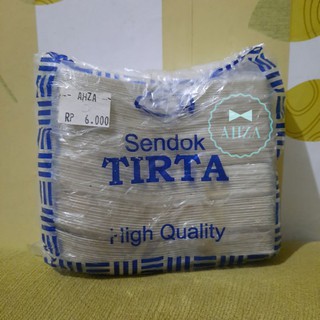 AHZA
RP 6.000
AHZA
Sendok
TIRTA
High Quality